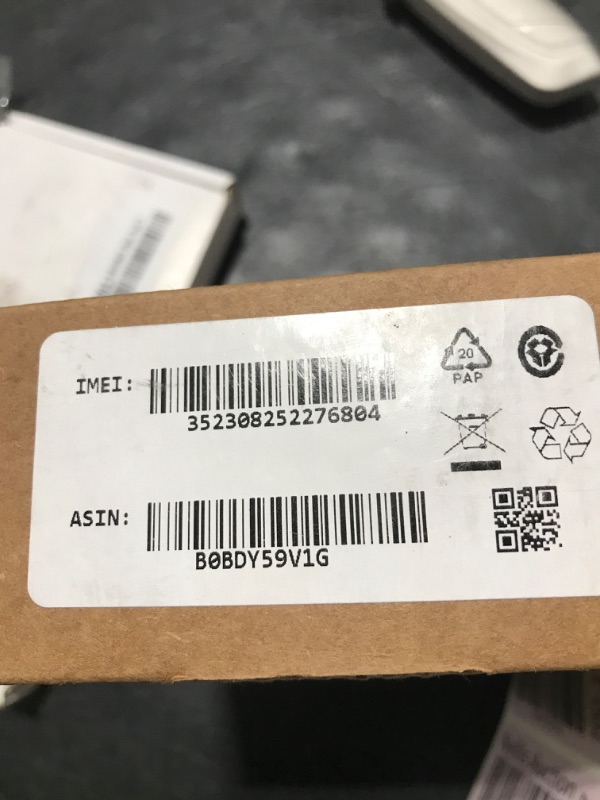 IMEI:
352308252276804
20
PAP
ASIN:
B0BDY59V1G